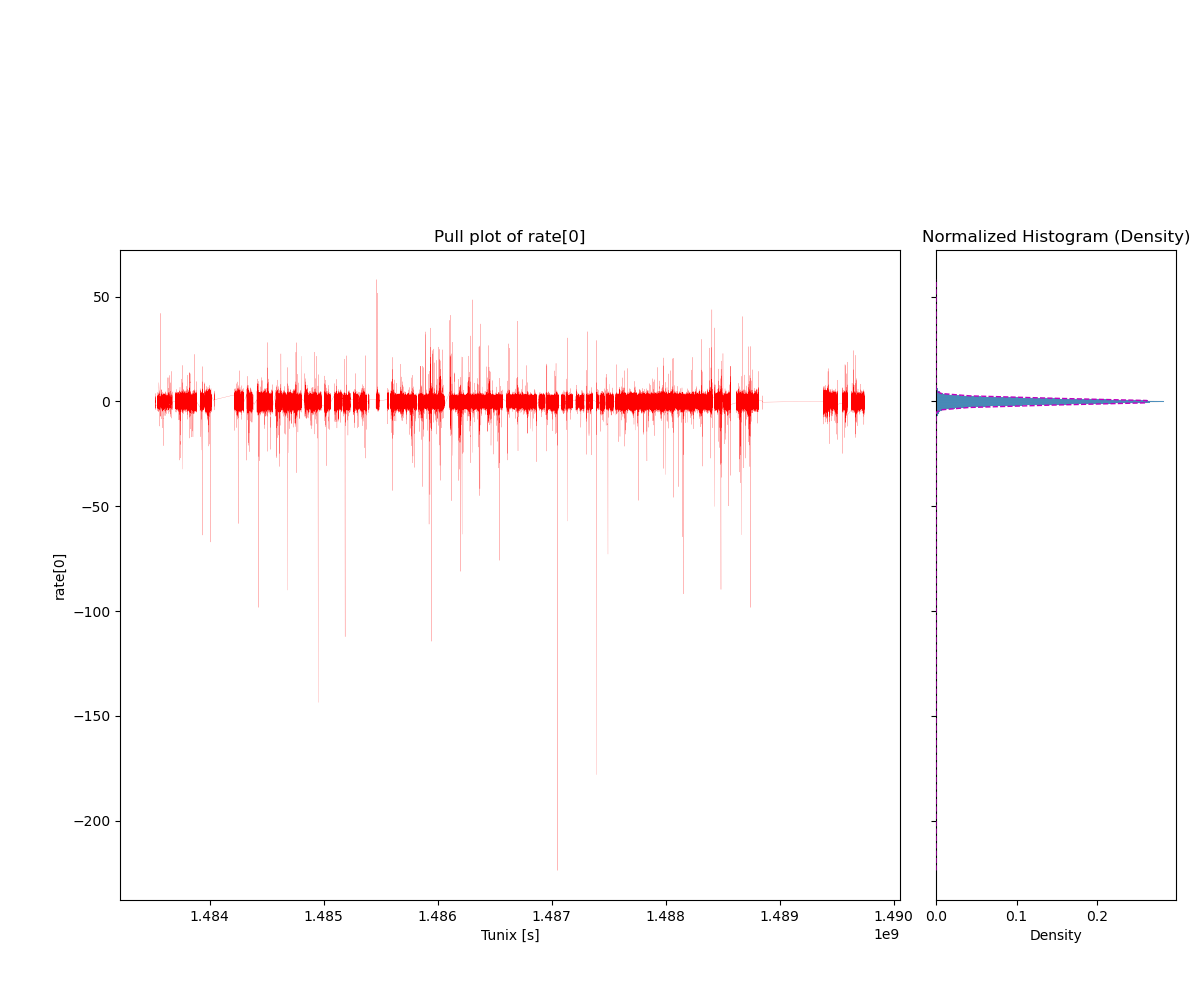 Pull plot of rate[0]
Normalized Histogram (Density)
50
0
−50
−100
−150
−200
rate[0]
1.484
1.485
1.486
1.487
1.488
1.489
1.490
1e9
Tunix [s]
0.0
0.1
0.2
Density